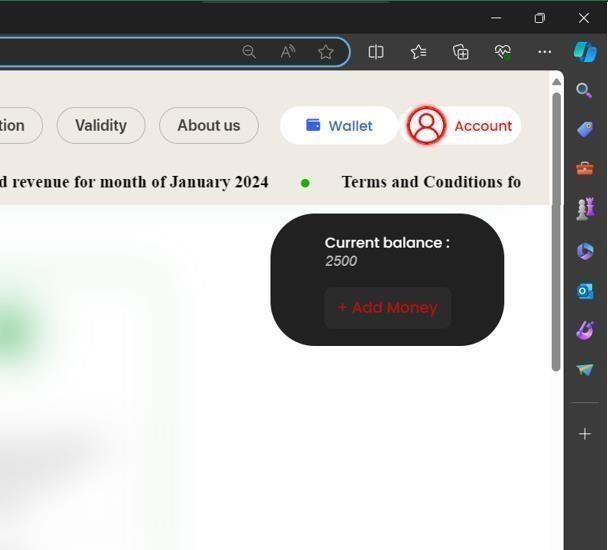 tion
Validity
About us
Wallet
Account
d revenue for month of January 2024
Terms and Conditions fo
Current balance :
2500
+ Add Money